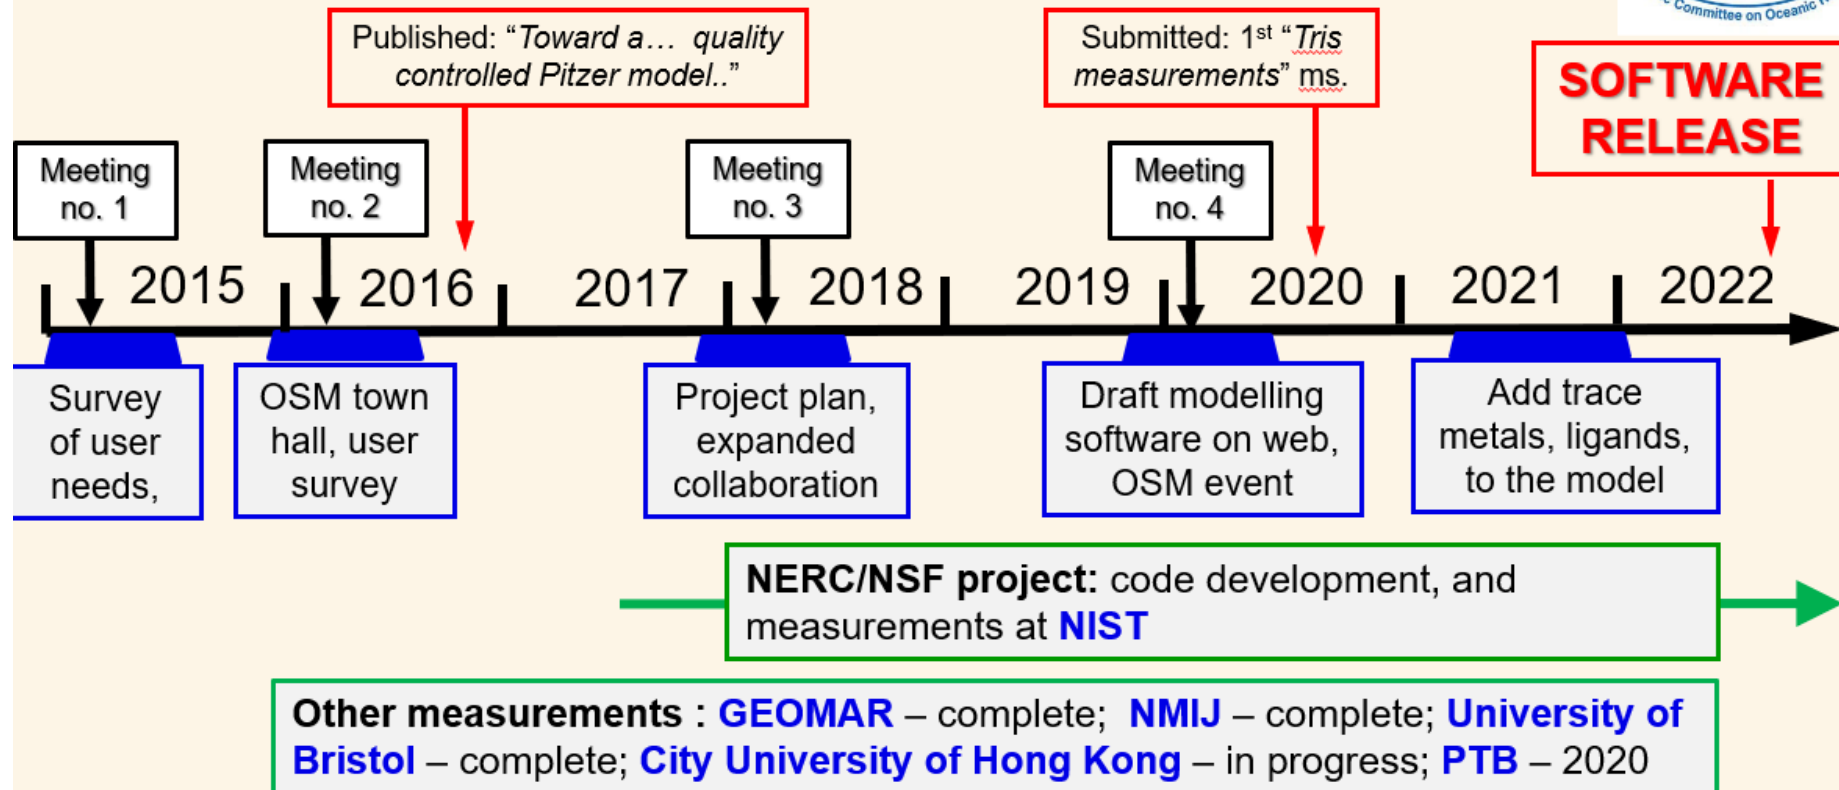 Committee on Oceanic
Published: “Toward a… quality
controlled Pitzer model..”
Submitted: 1st “Tris
measurements” ms.
SOFTWARE
RELEASE
Meeting
no. 1
Meeting
no. 2
Meeting
no. 3
Meeting
no. 4
2015
2016
2017
2018
2019
2020
2021
2022
Survey
of user
needs,
OSM town
hall, user
survey
Project plan,
expanded
collaboration
Draft modelling
software on web,
OSM event
Add trace
metals, ligands,
to the model
NERC/NSF project: code development, and
measurements at NIST
Other measurements : GEOMAR – complete; NMIJ – complete; University of
Bristol – complete; City University of Hong Kong – in progress; PTB – 2020